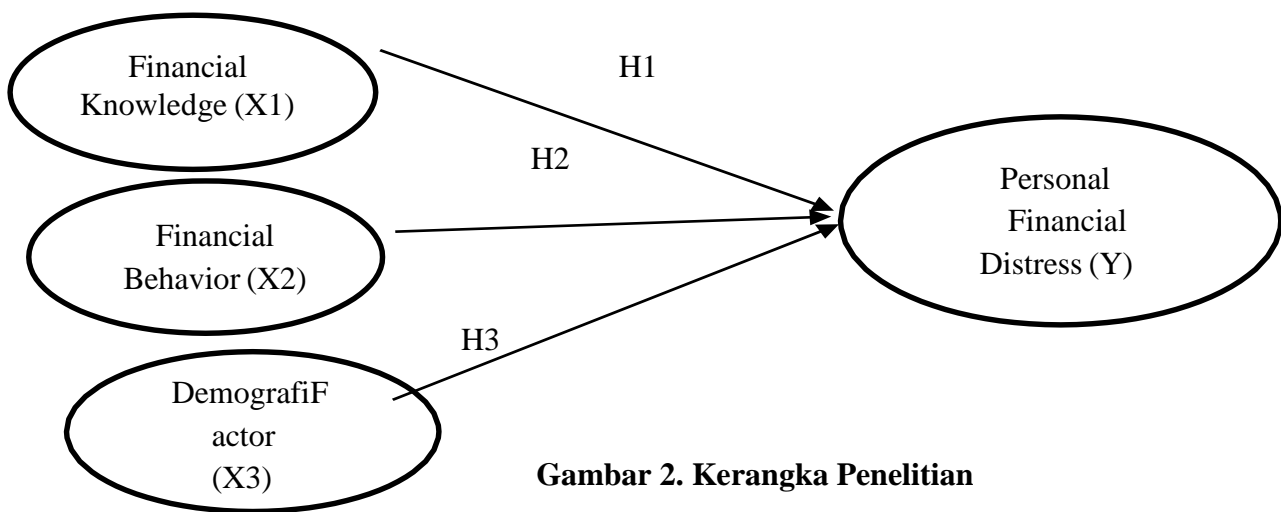 Financial
Knowledge (X1)
H1
H2
Financial
Behavior (X2)
H3
DemografiF
actor
(X3)
Personal
Financial
Distress (Y)
Gambar 2. Kerangka Penelitian